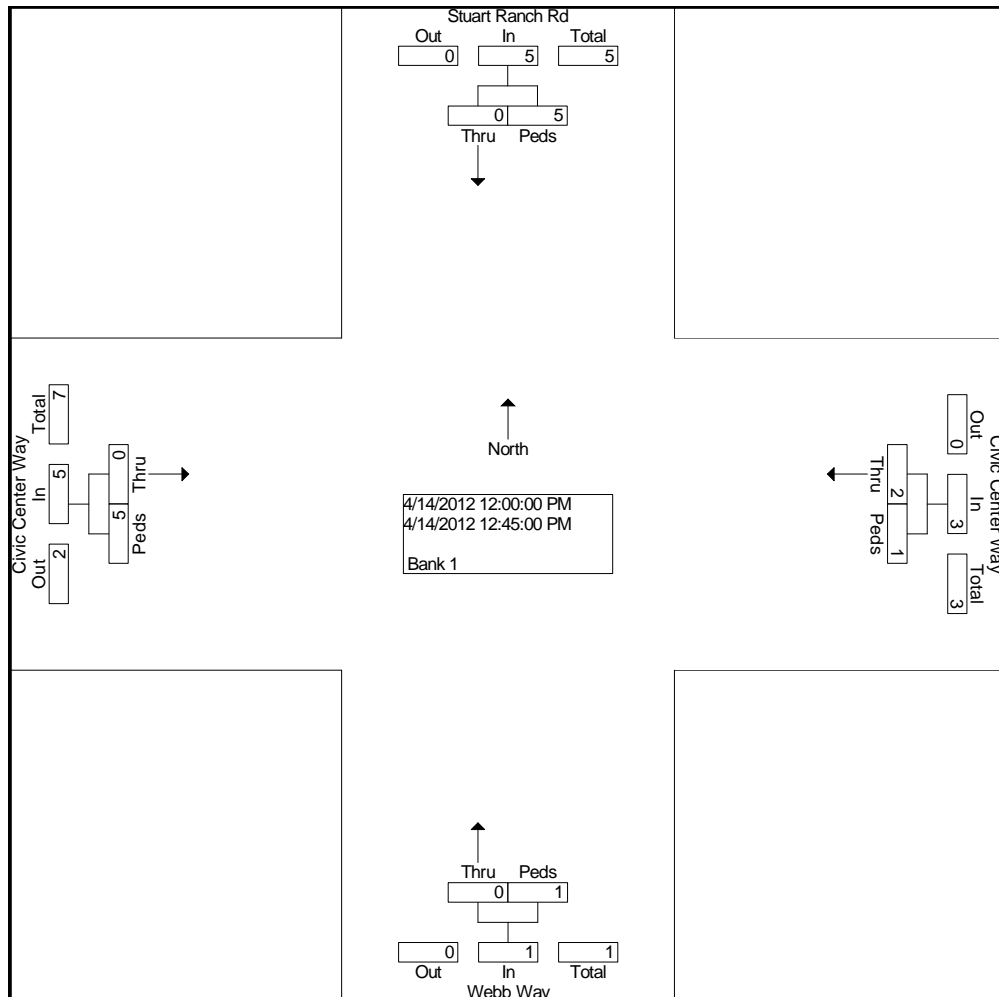 Stuart Ranch Rd
Out In Total
0 5 5
0 5
Thru Peds
North
4/14/2012 12:00:00 PM
4/14/2012 12:45:00 PM
Bank 1
Civic Center Way
Total In Out
7 5 2
0 5
Thru Peds
Civic Center Way
Out In Total
0 3 3
2 1
Thru Peds
Thru Peds
0 1
0 1 1
Out In Total
Webb Way